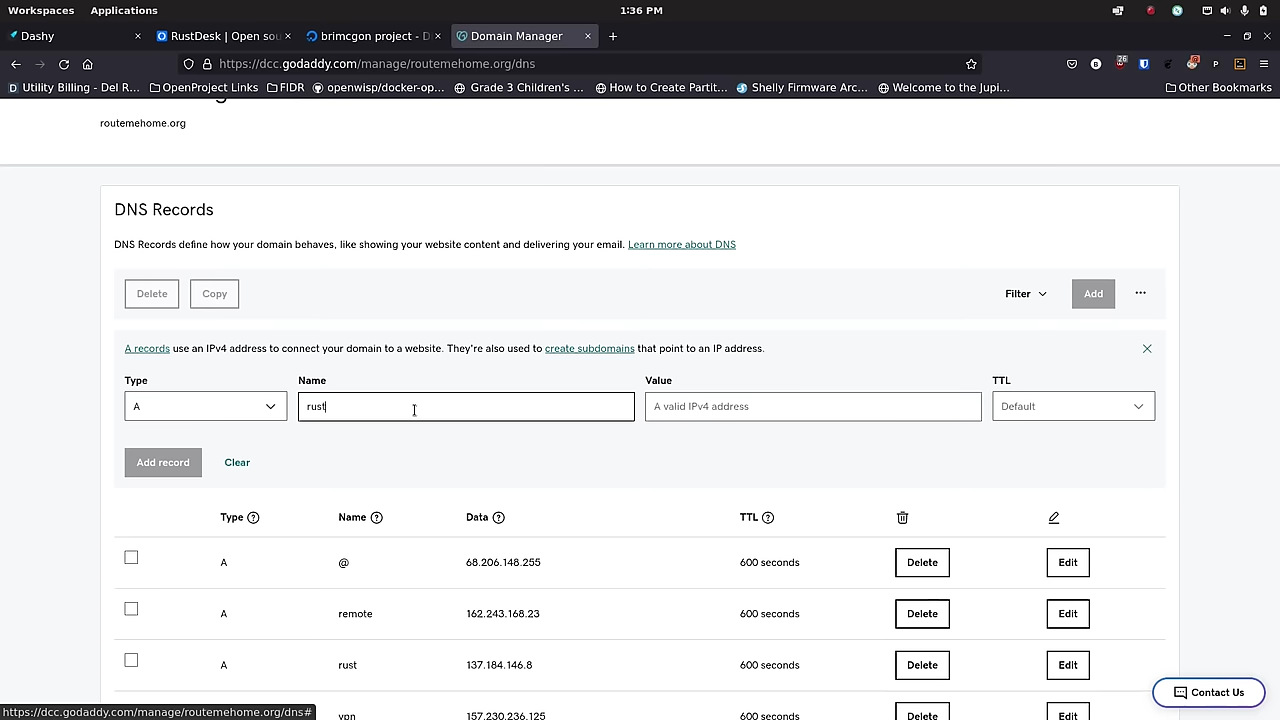 Workspaces Applications 1:36 PM
Dashy × RustDesk | Open sou × brimcgon project - D × Domain Manager × +
https://dcc.godaddy.com/manage/routemehome.org/dns
Utility Billing - Del R... OpenProject Links FIDR openwisp/docker-op... Grade 3 Children's ... How to Create Partit... Shelly Firmware Arc... Welcome to the Jupi... Other Bookmarks
routemehome.org
DNS Records
DNS Records define how your domain behaves, like showing your website content and delivering your email. Learn more about DNS
Delete Copy Filter Add ...
A records use an IPv4 address to connect your domain to a website. They're also used to create subdomains that point to an IP address.
Type Name Value TTL
A rust A valid IPv4 address Default
Add record Clear
Type Name Data TTL
A @ 68.206.148.255 600 seconds Delete Edit
A remote 162.243.168.23 600 seconds Delete Edit
A rust 137.184.146.8 600 seconds Delete Edit
Contact Us
vpn 157.230.236.125 600 seconds Delete Edit
https://dcc.godaddy.com/manage/routemehome.org/dns#